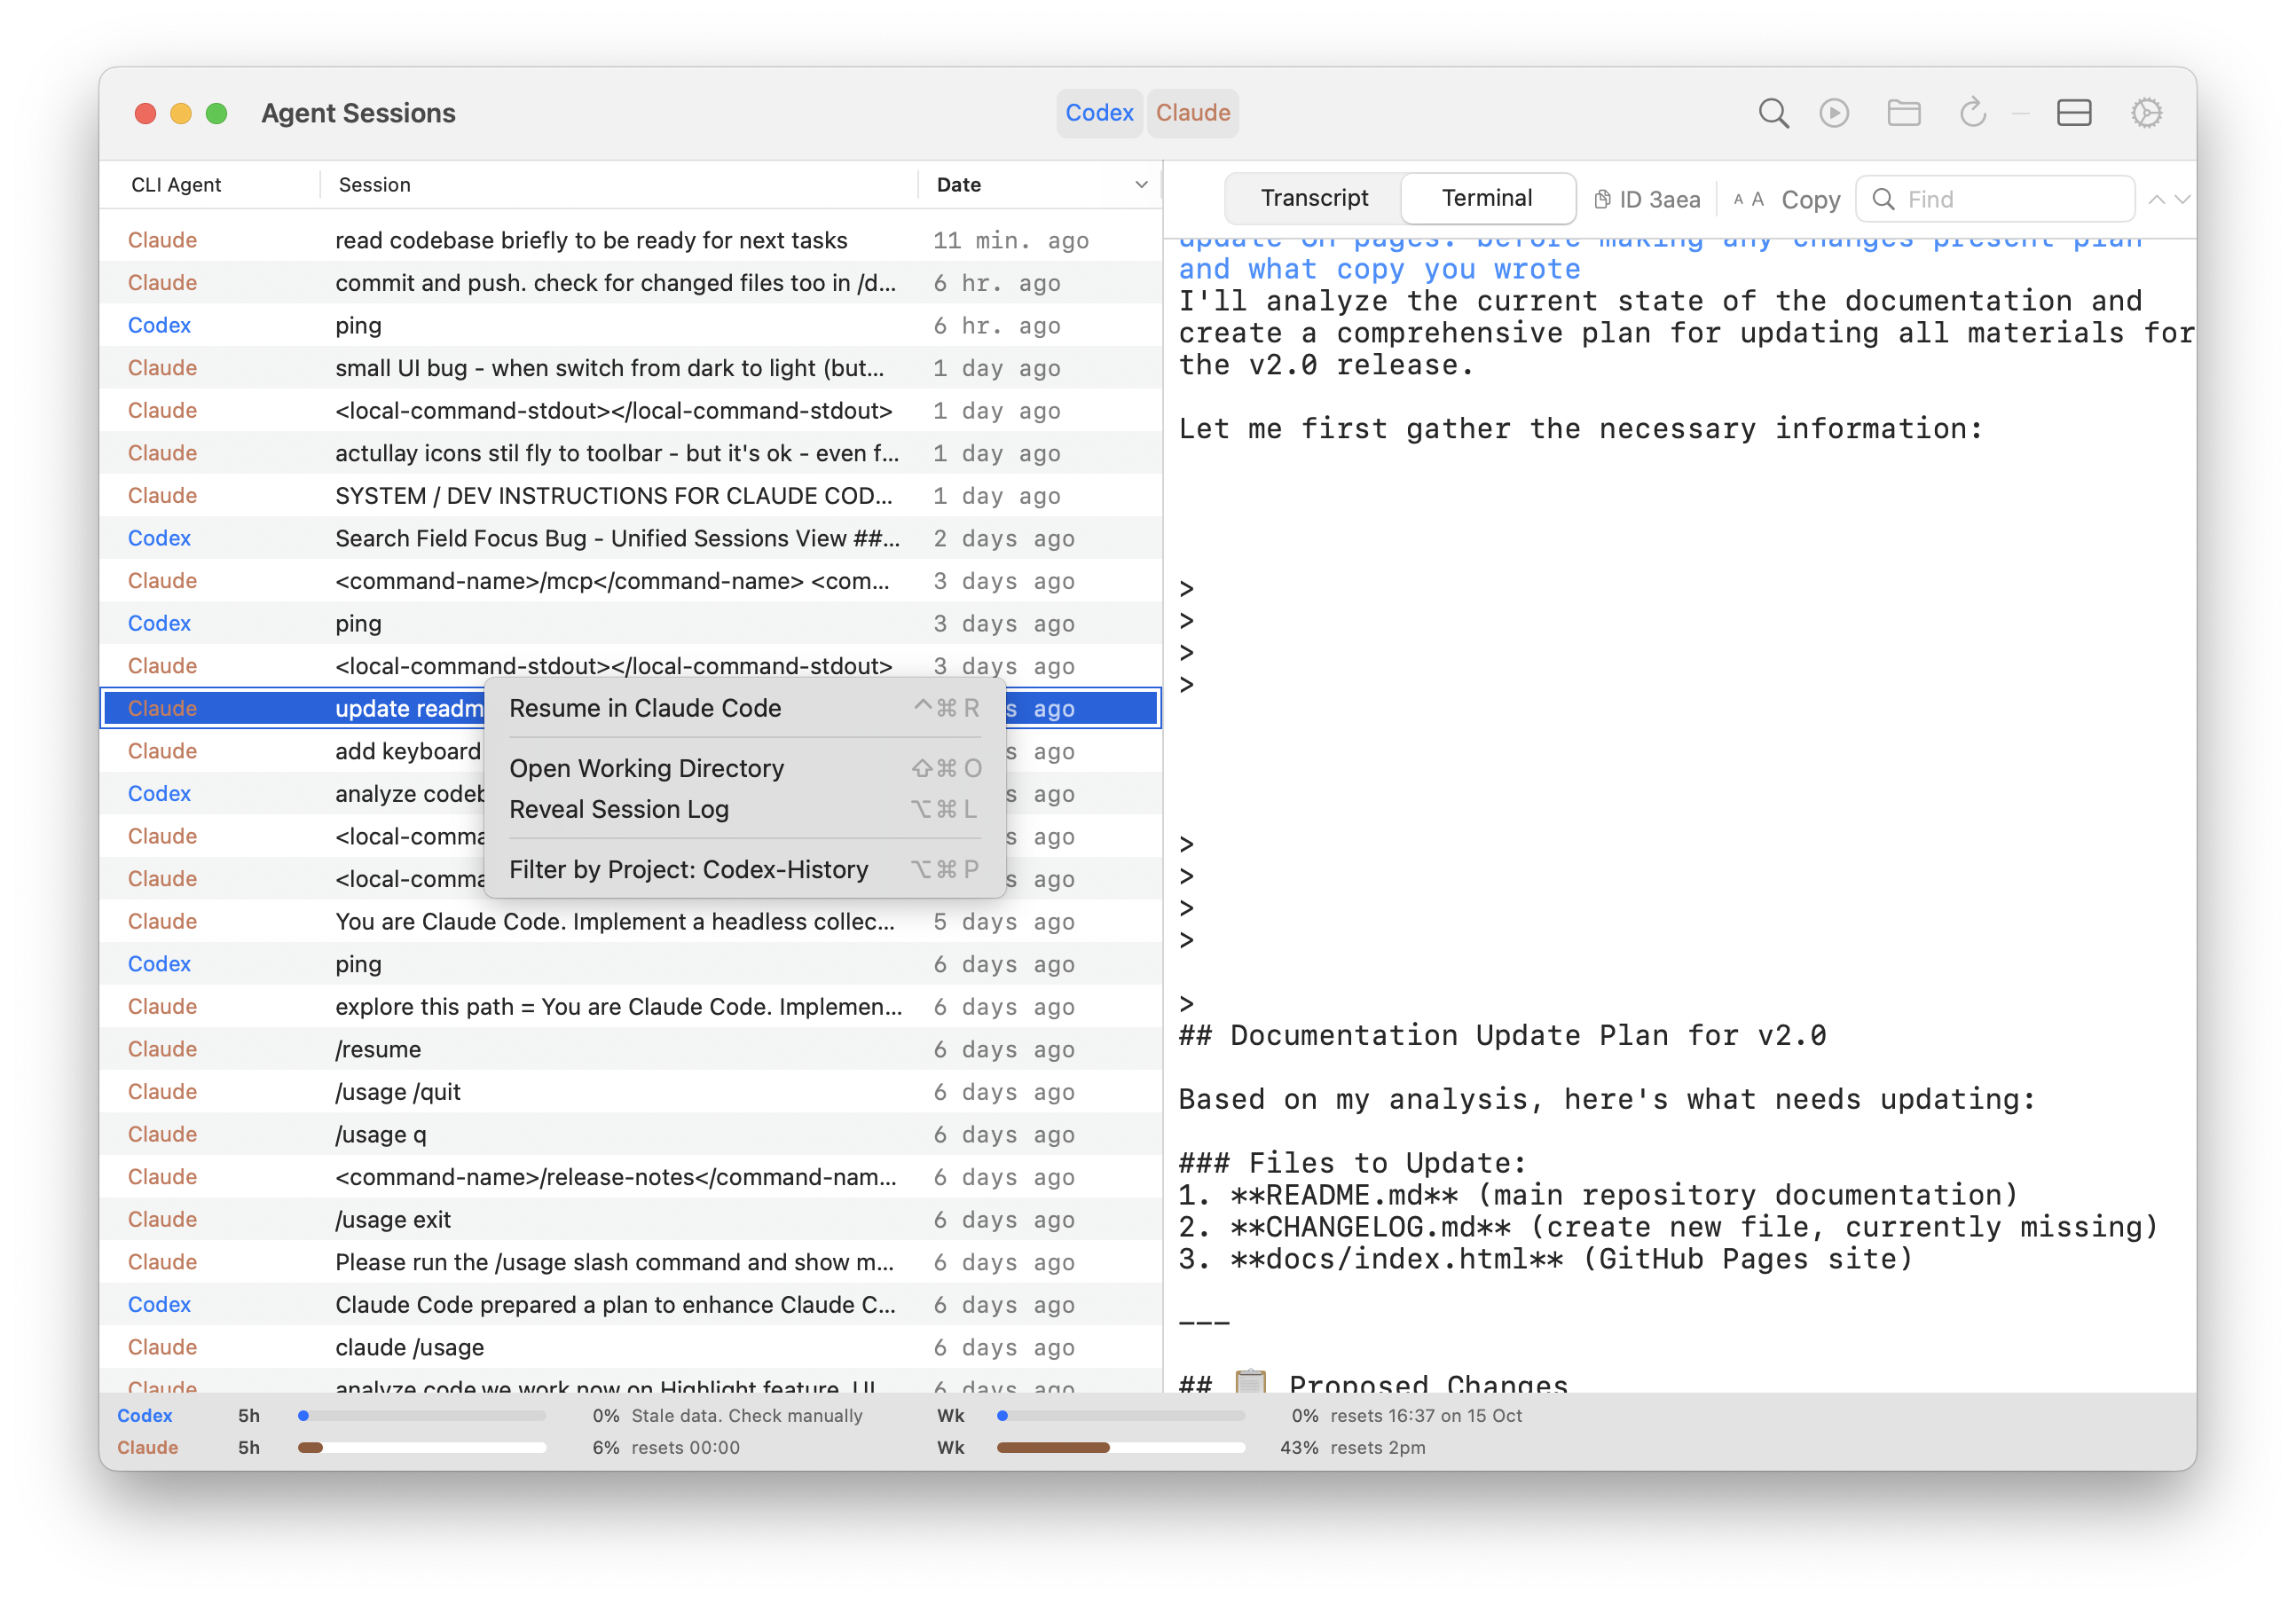 Agent Sessions
Codex Claude
CLI Agent Session Date
Claude read codebase briefly to be ready for next tasks 11 min. ago
Claude commit and push. check for changed files too in /d... 6 hr. ago
Codex ping 6 hr. ago
Claude small UI bug - when switch from dark to light (but... 1 day ago
Claude <local-command-stdout></local-command-stdout> 1 day ago
Claude actullay icons stil fly to toolbar - but it's ok - even f... 1 day ago
Claude SYSTEM / DEV INSTRUCTIONS FOR CLAUDE COD... 1 day ago
Codex Search Field Focus Bug - Unified Sessions View ##... 2 days ago
Claude <command-name>/mcp</command-name> <com... 3 days ago
Codex ping 3 days ago
Claude <local-command-stdout></local-command-stdout> 3 days ago
Claude update readm s ago
Claude add keyboard s ago
Codex analyze codeb s ago
Claude <local-comma s ago
Claude <local-comma s ago
Resume in Claude Code ^⌘R
Open Working Directory ⇧⌘O
Reveal Session Log ⌥⌘L
Filter by Project: Codex-History ⌥⌘P
Claude You are Claude Code. Implement a headless collec... 5 days ago
Codex ping 6 days ago
Claude explore this path = You are Claude Code. Implemen... 6 days ago
Claude /resume 6 days ago
Claude /usage /quit 6 days ago
Claude /usage q 6 days ago
Claude <command-name>/release-notes</command-nam... 6 days ago
Claude /usage exit 6 days ago
Claude Please run the /usage slash command and show m... 6 days ago
Codex Claude Code prepared a plan to enhance Claude C... 6 days ago
Claude claude /usage 6 days ago
Claude analyze code we work now on Highlight feature. UI 6 days ago
Transcript Terminal ID 3aea A A Copy Find
update GH pages. before making any changes present plan
and what copy you wrote
I'll analyze the current state of the documentation and
create a comprehensive plan for updating all materials for
the v2.0 release.
Let me first gather the necessary information:
>
>
>
>
>
>
>
>
>
## Documentation Update Plan for v2.0
Based on my analysis, here's what needs updating:
### Files to Update:
1. **README.md** (main repository documentation)
2. **CHANGELOG.md** (create new file, currently missing)
3. **docs/index.html** (GitHub Pages site)
---
## 📋 Proposed Changes
Codex 5h 0% Stale data. Check manually Wk 0% resets 16:37 on 15 Oct
Claude 5h 6% resets 00:00 Wk 43% resets 2pm